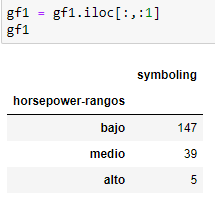 gf1 = gf1.iloc[:,:1]
gf1
symboling
horsepower-rangos
bajo 147
medio 39
alto 5